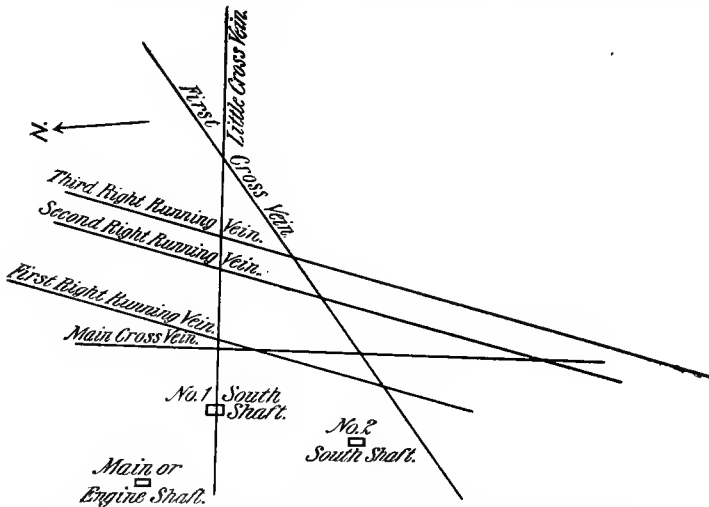 Little Cross Vein.
First
Cross Vein
N.
Third Right Running Vein.
Second Right Running Vein.
First Right Running Vein.
Main Cross Vein.
No. 1 South
Shaft.
No. 2
South Shaft.
Main or
Engine Shaft.